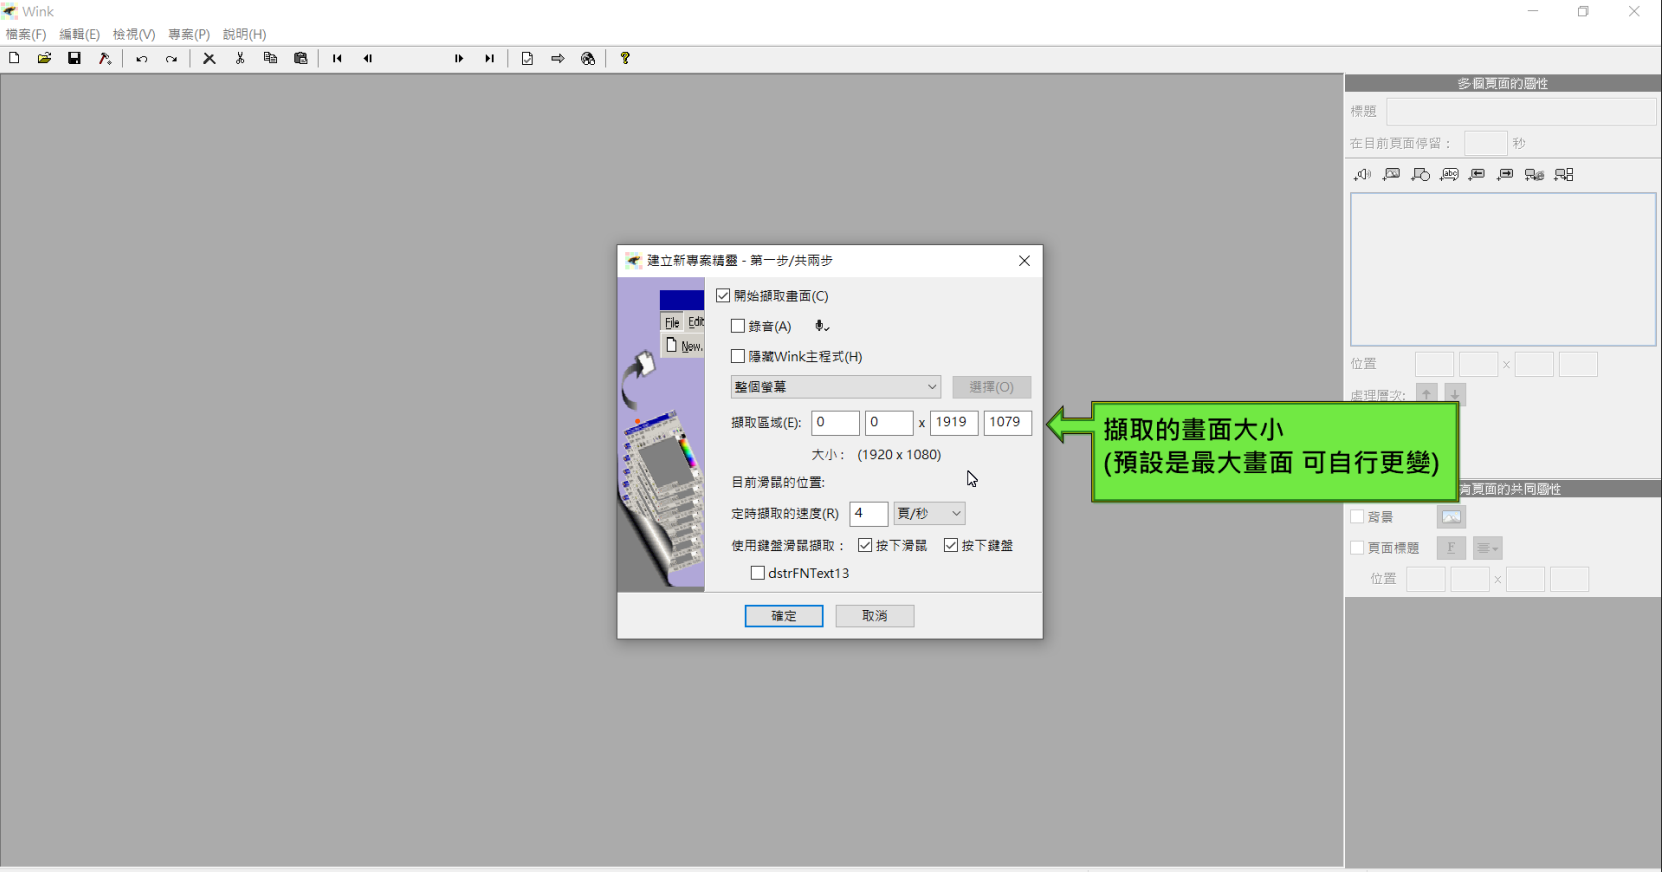 Wink
檔案(F) 編輯(E) 檢視(V) 專案(P) 說明(H)
多個頁面的屬性
標題
在目前頁面停留： 秒
abc
位置 x
處理層次:
建立新專案精靈 - 第一步/共兩步
File Edit
New.
開始擷取畫面(C)
錄音(A)
隱藏Wink主程式(H)
整個螢幕 選擇(O)
擷取區域(E): 0 0 x 1919 1079
大小： (1920 x 1080)
目前滑鼠的位置:
定時擷取的速度(R) 4 頁/秒
使用鍵盤滑鼠擷取： 按下滑鼠 按下鍵盤
dstrFNText13
確定 取消
擷取的畫面大小
(預設是最大畫面 可自行更變)
有頁面的共同屬性
背景
頁面標題 F
位置 x